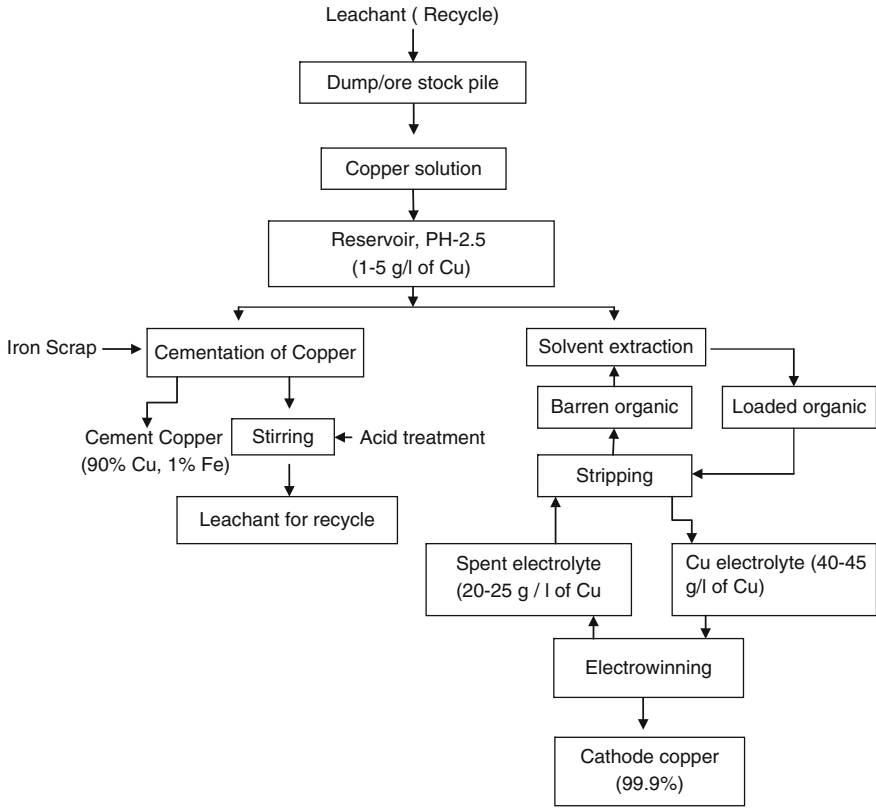 Leachant ( Recycle)
Dump/ore stock pile
Copper solution
Reservoir, PH-2.5
(1-5 g/l of Cu)
Iron Scrap
Cementation of Copper
Solvent extraction
Barren organic
Loaded organic
Cement Copper
(90% Cu, 1% Fe)
Stirring
Acid treatment
Stripping
Leachant for recycle
Spent electrolyte
(20-25 g / l of Cu
Cu electrolyte (40-45
g/l of Cu)
Electrowinning
Cathode copper
(99.9%)